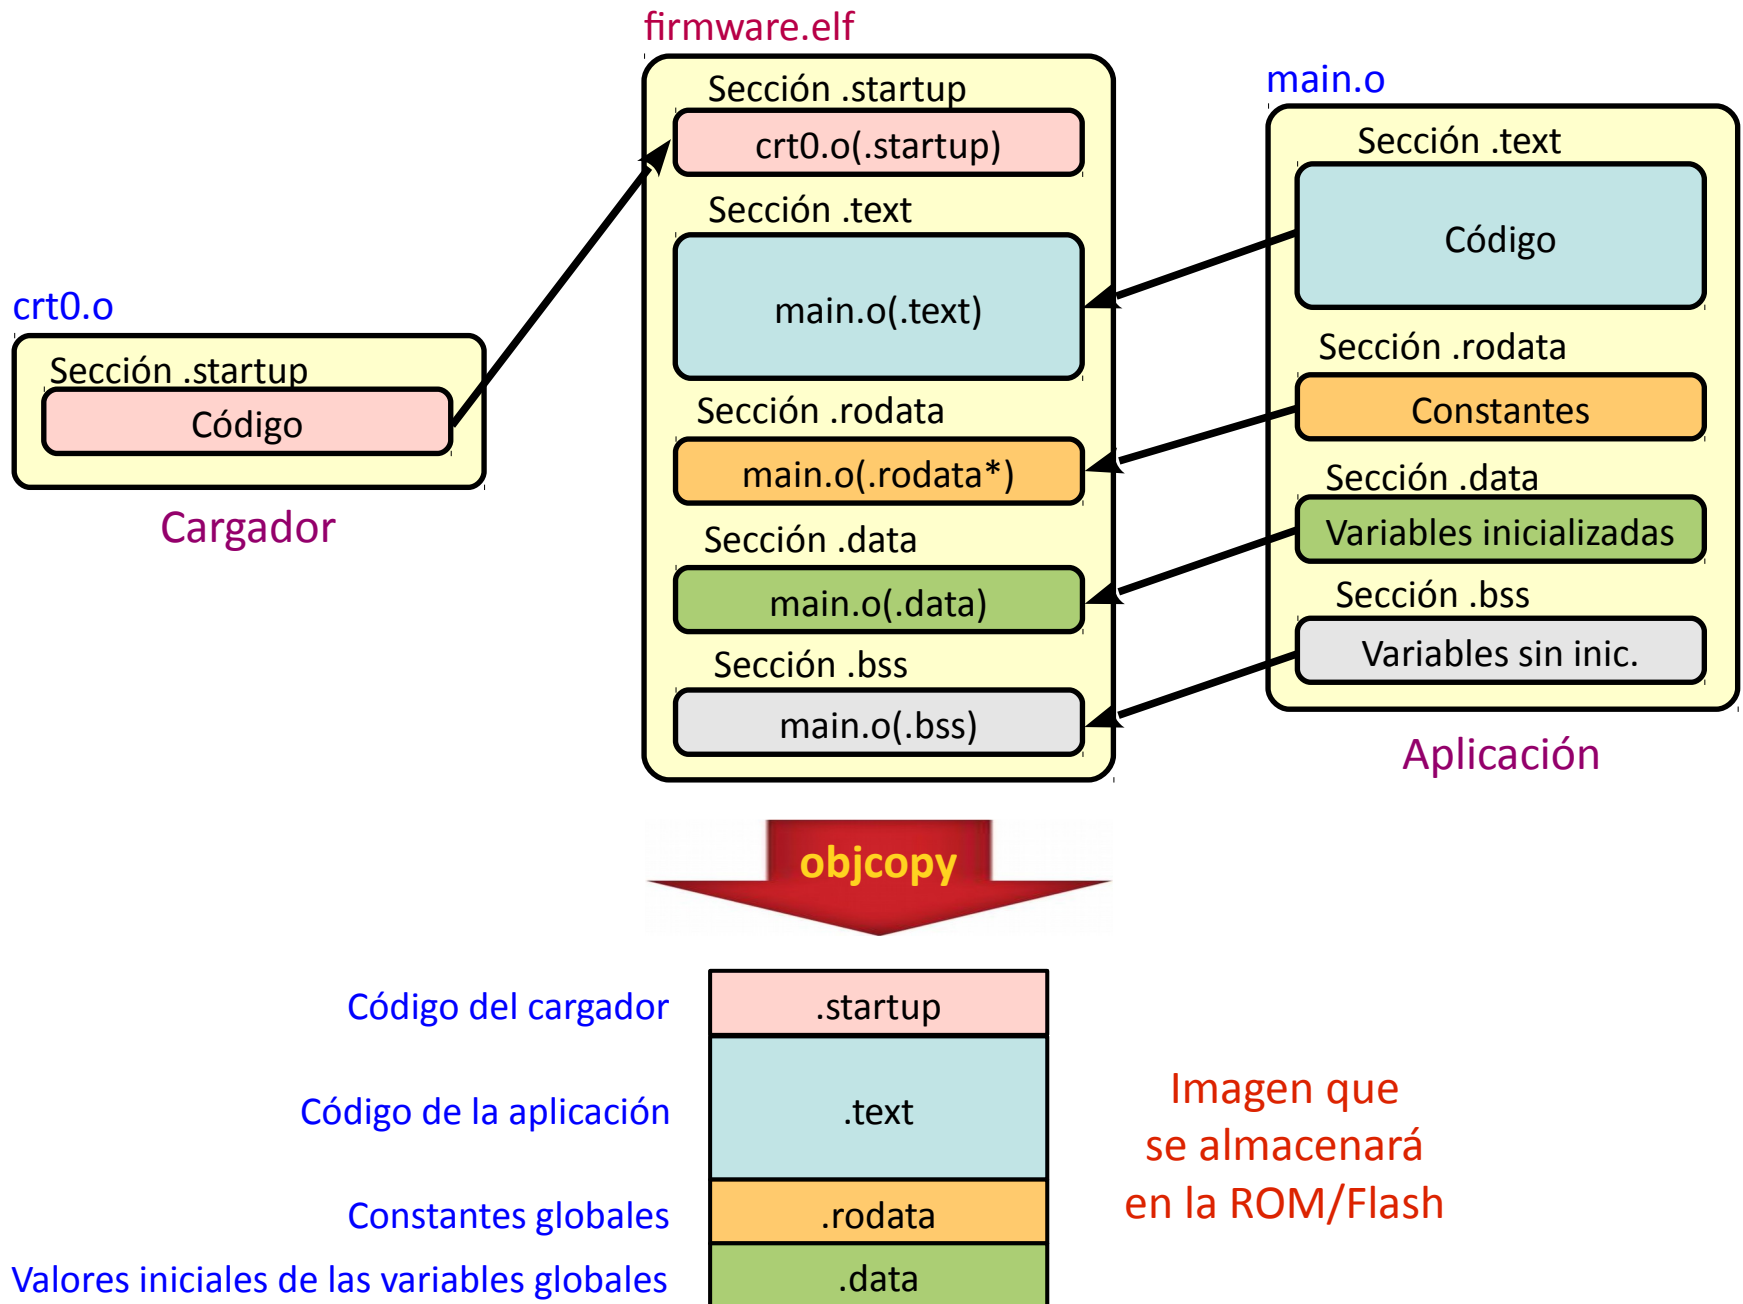 firmware.elf
Sección .startup
crt0.o(.startup)
Sección .text
main.o(.text)
Sección .rodata
main.o(.rodata*)
Sección .data
main.o(.data)
Sección .bss
main.o(.bss)
crt0.o
Sección .startup
Código
Cargador
main.o
Sección .text
Código
Sección .rodata
Constantes
Sección .data
Variables inicializadas
Sección .bss
Variables sin inic.
Aplicación
objcopy
Código del cargador
.startup
Código de la aplicación
.text
Constantes globales
.rodata
Valores iniciales de las variables globales
.data
Imagen que
se almacenará
en la ROM/Flash